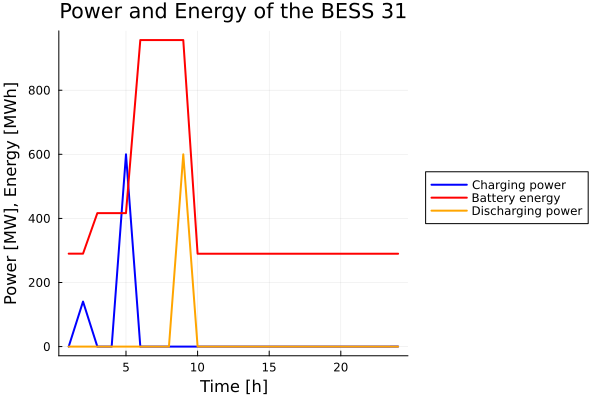 Power and Energy of the BESS 31
Power [MW], Energy [MWh]
800
600
400
200
0
5
10
15
20
Time [h]
Charging power
Battery energy
Discharging power